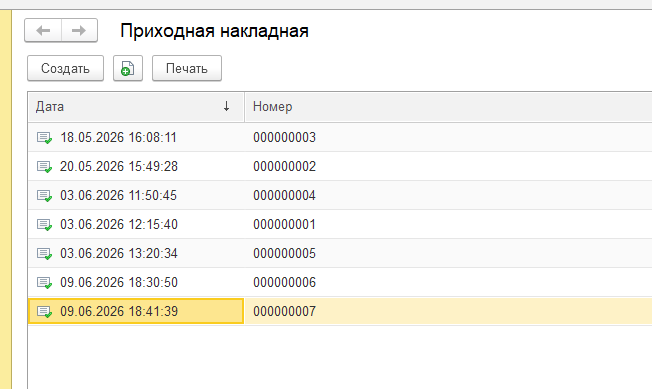 Приходная накладная
Создать Печать
Дата ↓ Номер
18.05.2026 16:08:11 000000003
20.05.2026 15:49:28 000000002
03.06.2026 11:50:45 000000004
03.06.2026 12:15:40 000000001
03.06.2026 13:20:34 000000005
09.06.2026 18:30:50 000000006
09.06.2026 18:41:39 000000007